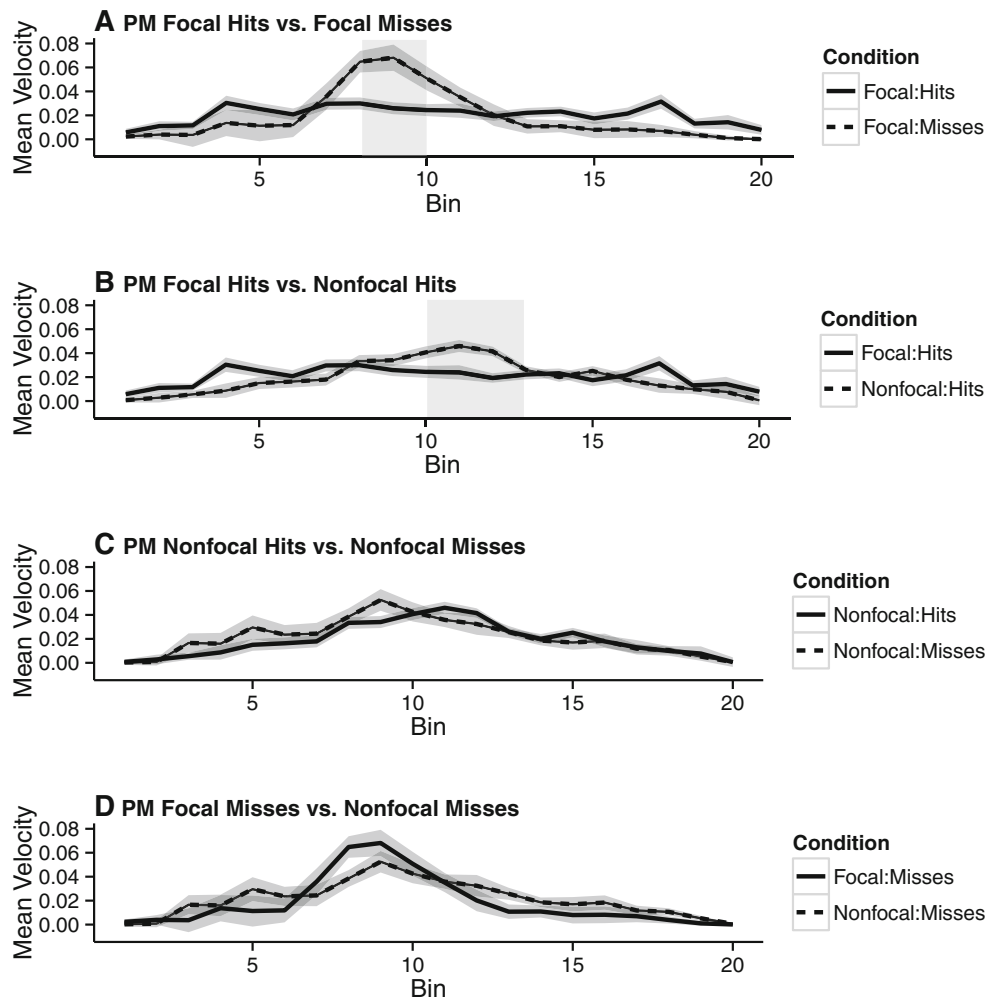 A PM Focal Hits vs. Focal Misses
Mean Velocity
0.08
0.06
0.04
0.02
0.00
5
10
15
20
Bin
Condition
Focal:Hits
Focal:Misses
B PM Focal Hits vs. Nonfocal Hits
Mean Velocity
0.08
0.06
0.04
0.02
0.00
5
10
15
20
Bin
Condition
Focal:Hits
Nonfocal:Hits
C PM Nonfocal Hits vs. Nonfocal Misses
Mean Velocity
0.08
0.06
0.04
0.02
0.00
5
10
15
20
Bin
Condition
Nonfocal:Hits
Nonfocal:Misses
D PM Focal Misses vs. Nonfocal Misses
Mean Velocity
0.08
0.06
0.04
0.02
0.00
5
10
15
20
Bin
Condition
Focal:Misses
Nonfocal:Misses